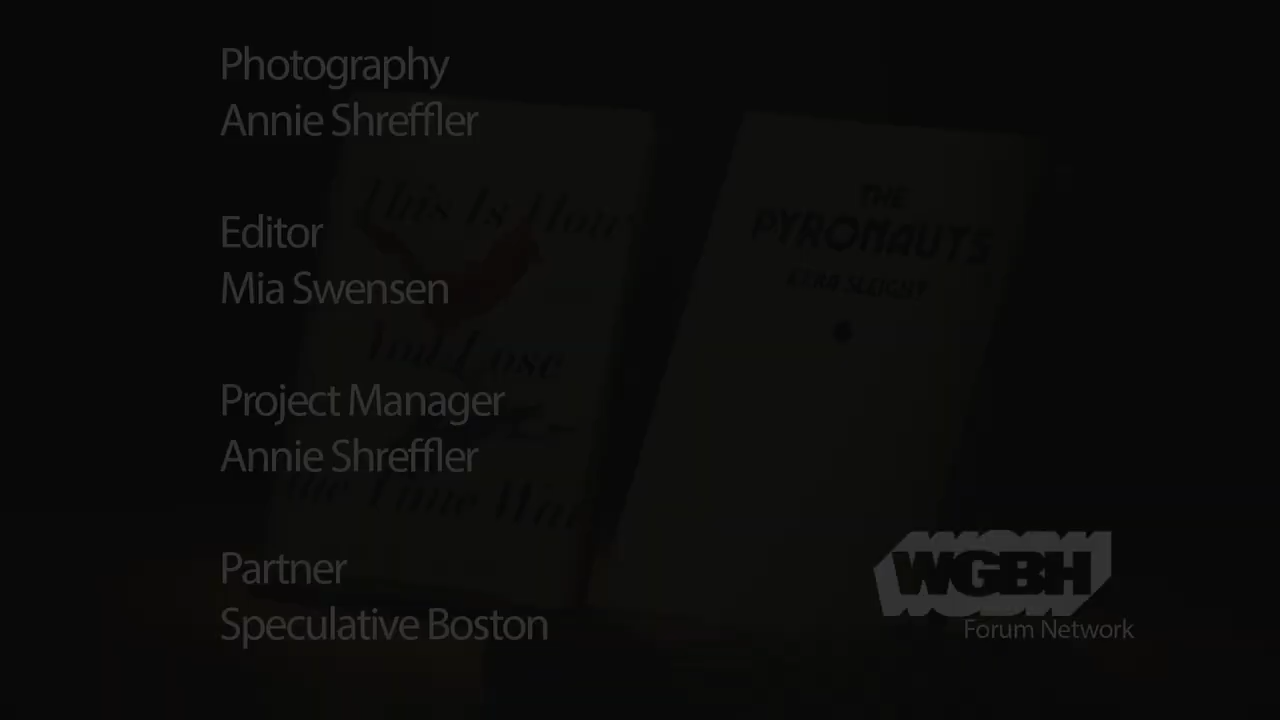 Photography
Annie Shreffler
Editor
Mia Swensen
Project Manager
Annie Shreffler
Partner
Speculative Boston
This Is How
You Lose
the Time War
THE
PYRONAUTS
WGBH
Forum Network